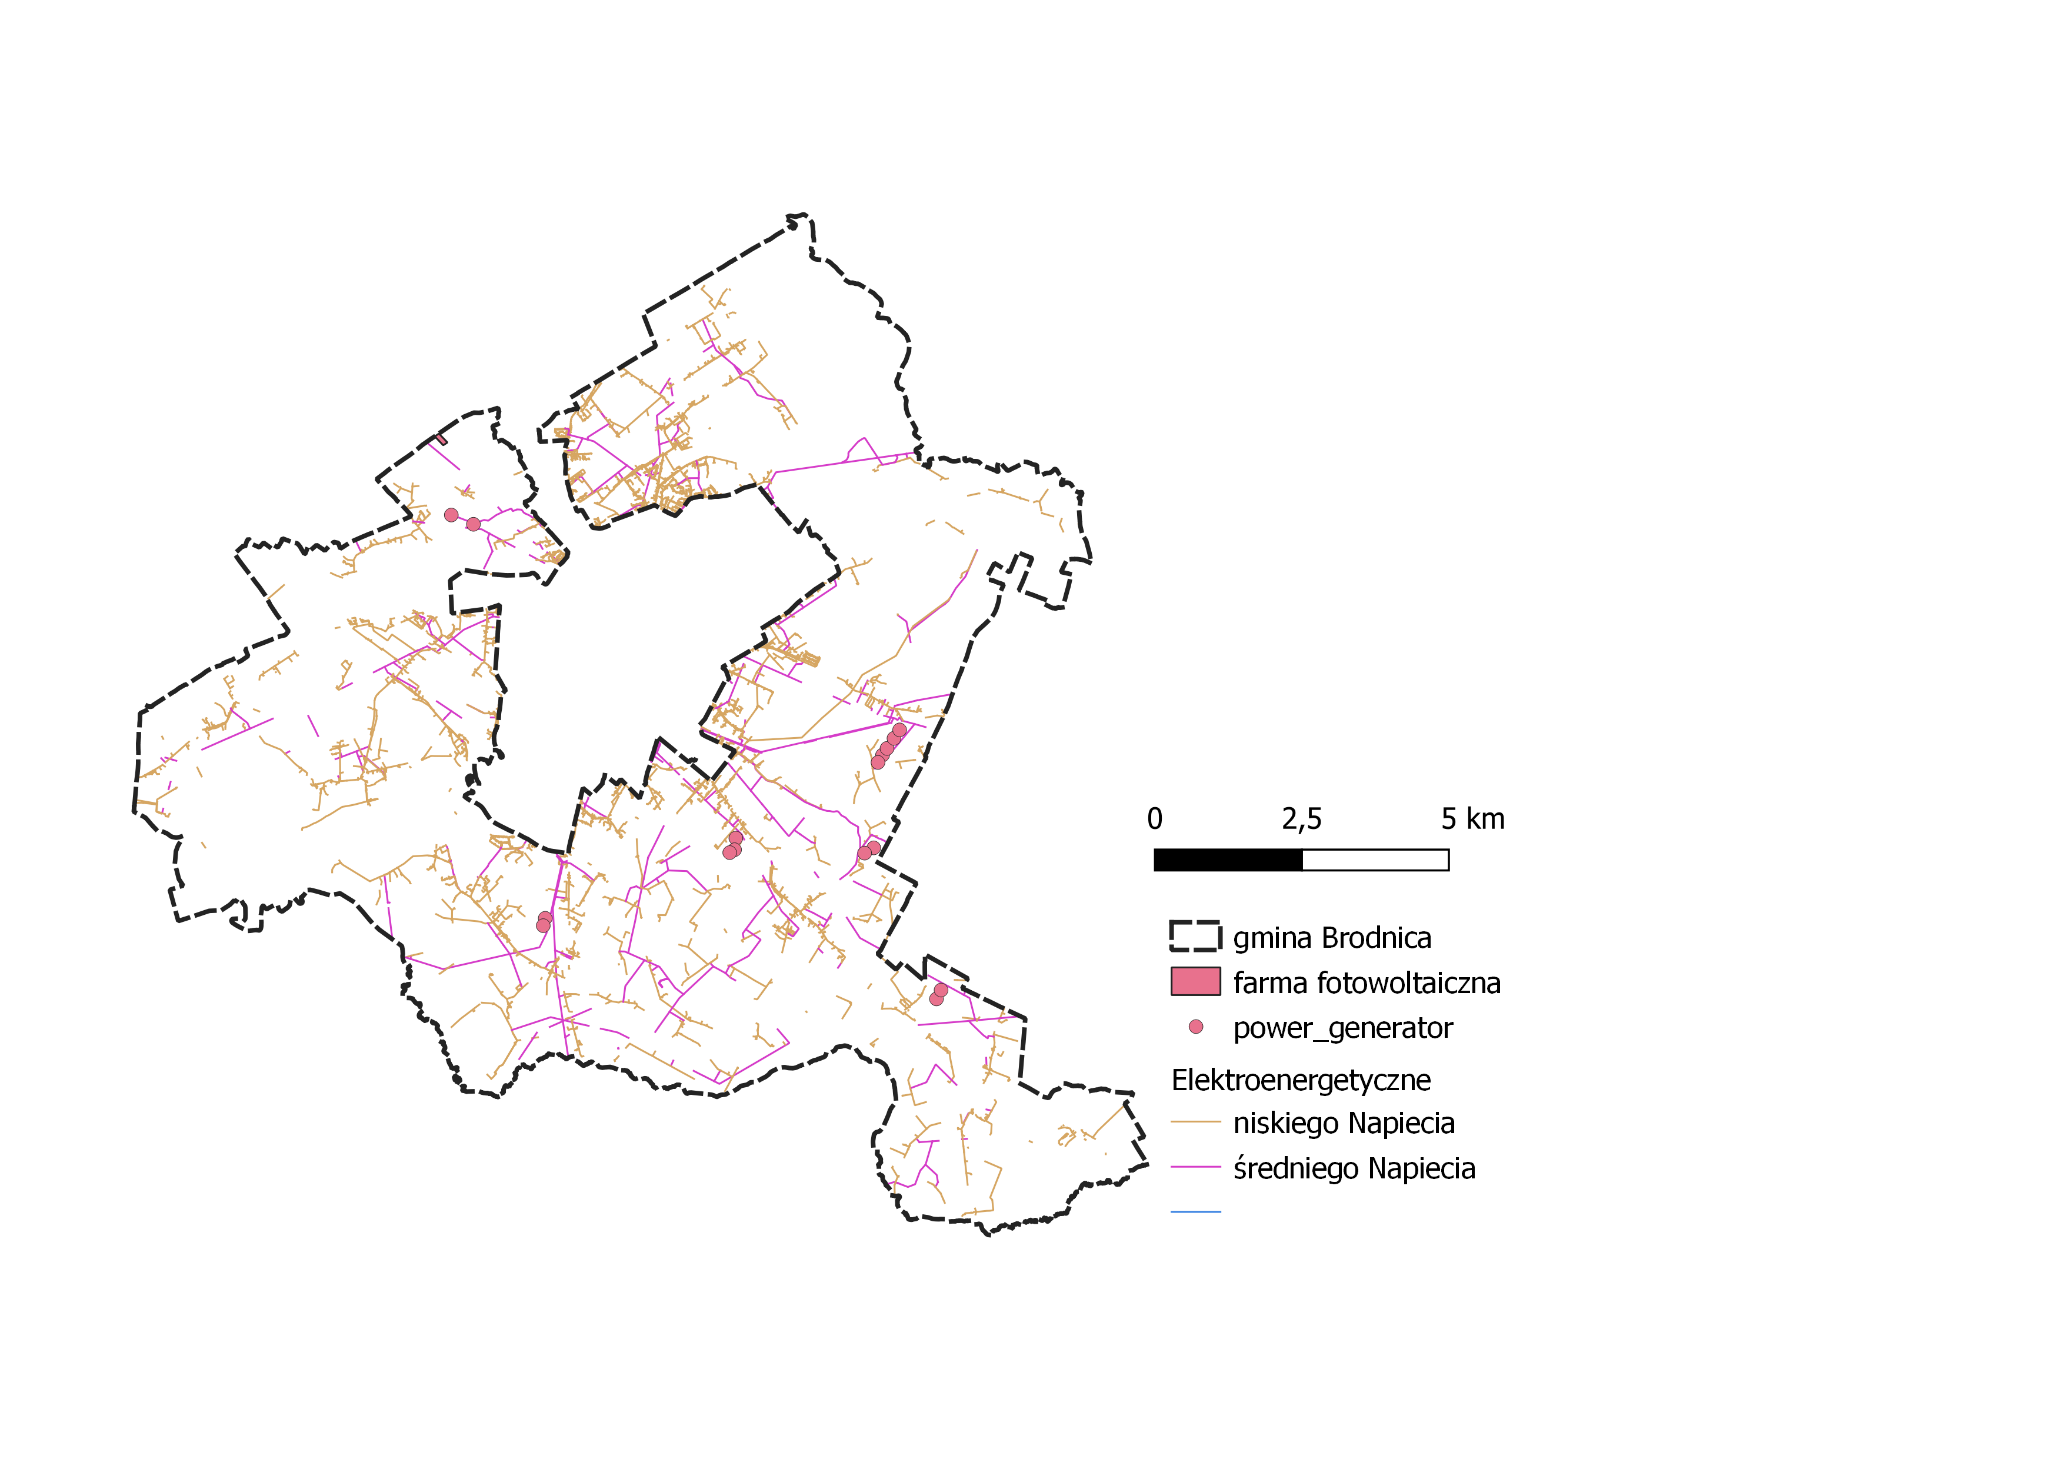 0 2,5 5 km
gmina Brodnica
farma fotowoltaiczna
power_generator
Elektroenergetyczne
niskiego Napiecia
średniego Napiecia